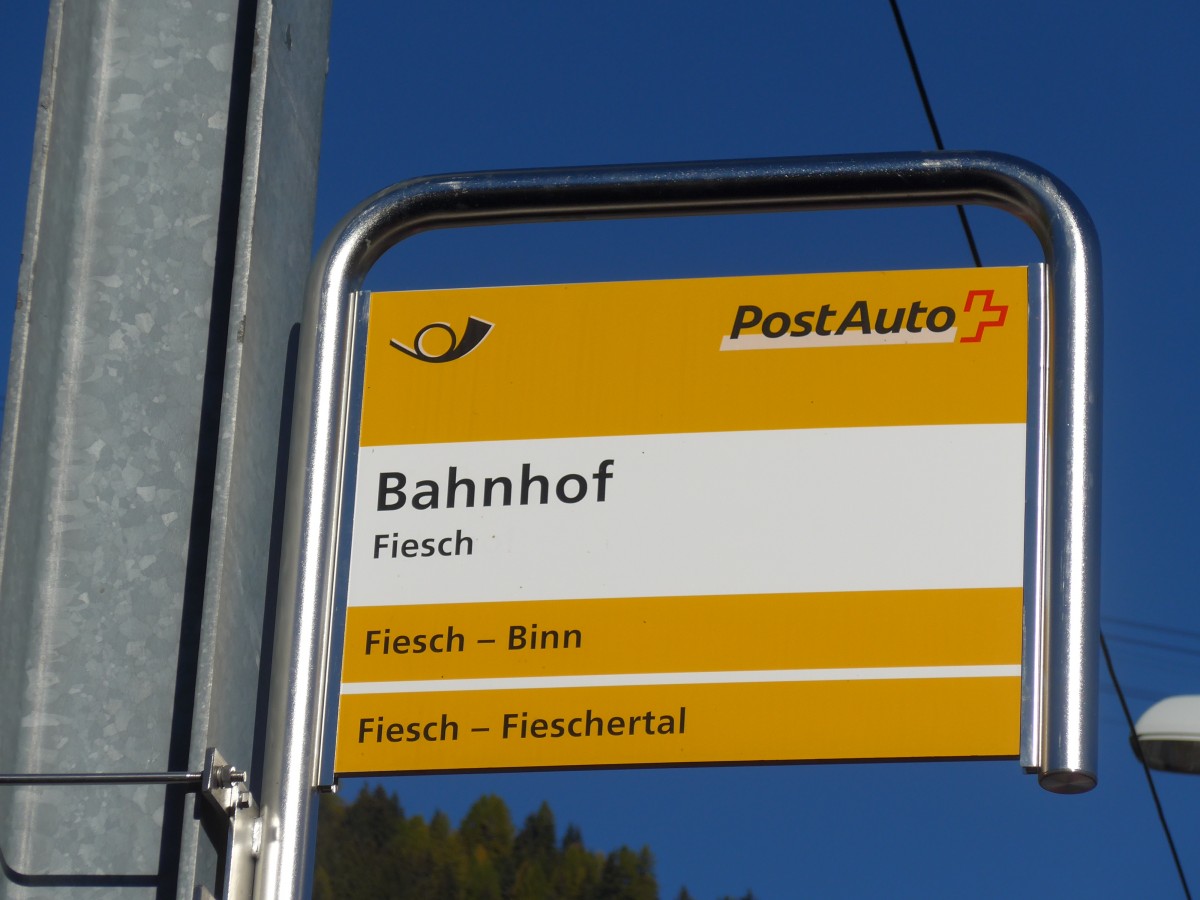 PostAuto
Bahnhof
Fiesch
Fiesch – Binn
Fiesch – Fieschertal